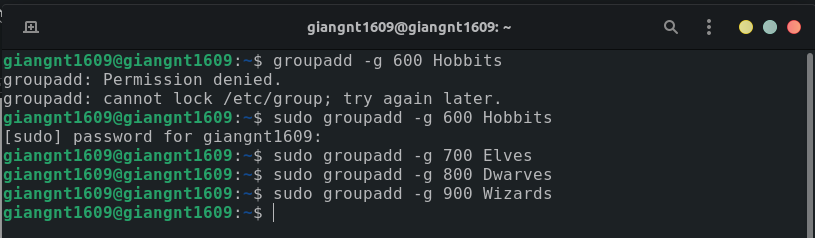 giangnt1609@giangnt1609: ~
giangnt1609@giangnt1609:~$ groupadd -g 600 Hobbits
groupadd: Permission denied.
groupadd: cannot lock /etc/group; try again later.
giangnt1609@giangnt1609:~$ sudo groupadd -g 600 Hobbits
[sudo] password for giangnt1609:
giangnt1609@giangnt1609:~$ sudo groupadd -g 700 Elves
giangnt1609@giangnt1609:~$ sudo groupadd -g 800 Dwarves
giangnt1609@giangnt1609:~$ sudo groupadd -g 900 Wizards
giangnt1609@giangnt1609:~$